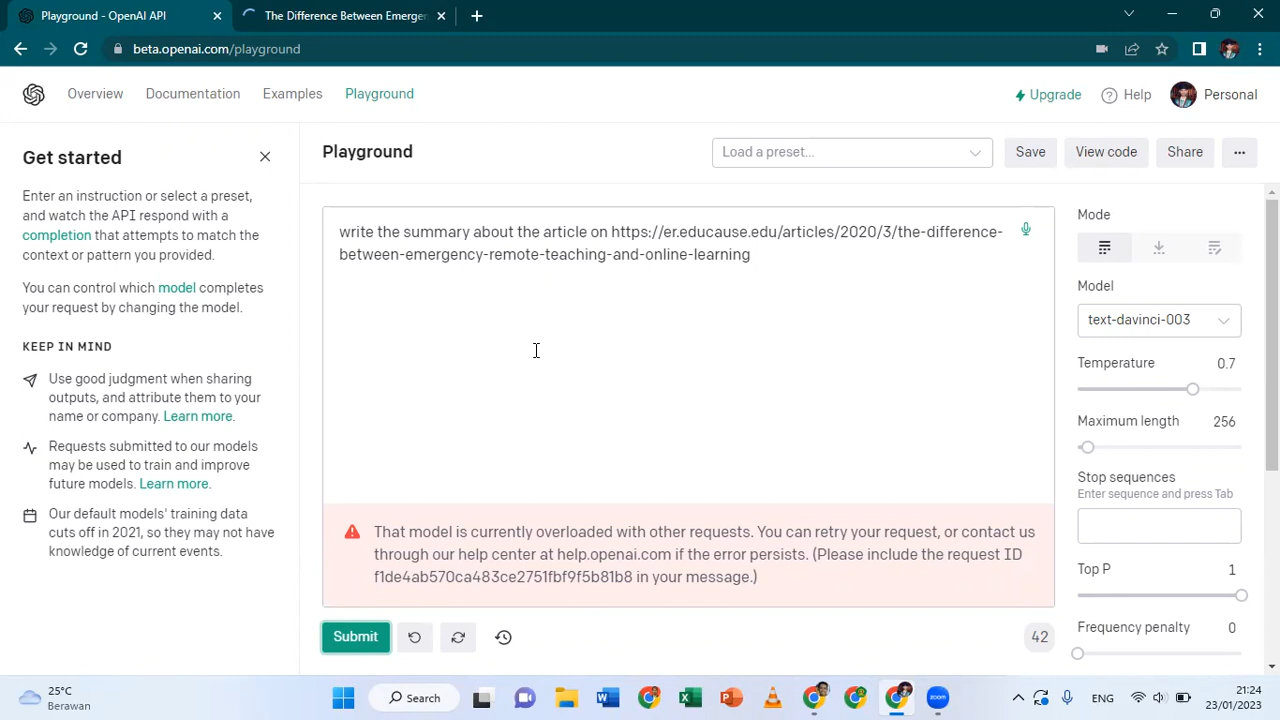 Playground - OpenAI API
The Difference Between Emergen
beta.openai.com/playground
Overview Documentation Examples Playground
Upgrade Help Personal
Get started
Enter an instruction or select a preset,
and watch the API respond with a
completion that attempts to match the
context or pattern you provided.
You can control which model completes
your request by changing the model.
KEEP IN MIND
Use good judgment when sharing
outputs, and attribute them to your
name or company. Learn more.
Requests submitted to our models
may be used to train and improve
future models. Learn more.
Our default models' training data
cuts off in 2021, so they may not have
knowledge of current events.
Playground
Load a preset...
Save
View code
Share
write the summary about the article on https://er.educause.edu/articles/2020/3/the-difference-
between-emergency-remote-teaching-and-online-learning
That model is currently overloaded with other requests. You can retry your request, or contact us
through our help center at help.openai.com if the error persists. (Please include the request ID
f1de4ab570ca483ce2751fbf9f5b81b8 in your message.)
Submit
42
Mode
Model
text-davinci-003
Temperature 0.7
Maximum length 256
Stop sequences
Enter sequence and press Tab
Top P 1
Frequency penalty 0
25°C
Berawan
Search
zoom
ENG
21:24
23/01/2023